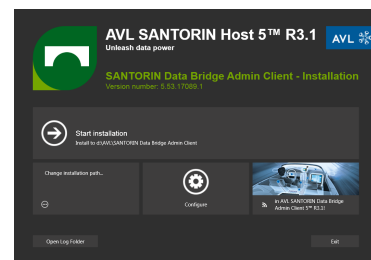 AVL SANTORIN Host 5™ R3.1
Unleash data power
AVL
SANTORIN Data Bridge Admin Client - Installation
Version number: 5.53.17089.1
Start installation
Install to d:\AVL\SANTORIN Data Bridge Admin Client
Change installation path...
Configure
in AVL SANTORIN Data Bridge
Admin Client 5™ R3.1!
Open Log Folder
Exit